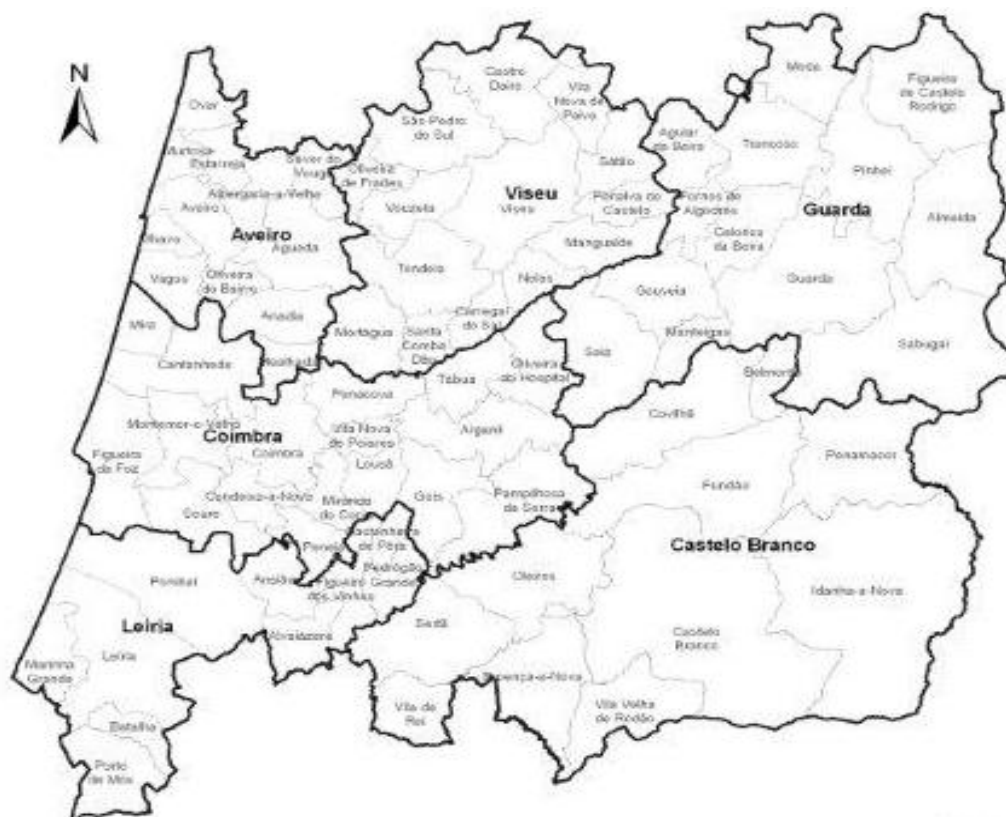 N
Ovar
Murtosa
Estarreja
Sever do
Vouga
Albergaria-a-Velha
Aveiro
Aveiro
Ílhavo
Águeda
Vagos
Oliveira
do Bairro
Anadia
Mealhada
Castro
Daire
Vila
Nova de
Paiva
São Pedro
do Sul
Oliveira
de Frades
Vouzela
Viseu
Viseu
Sátão
Penalva do
Castelo
Mangualde
Tondela
Nelas
Carregal
do Sal
Mortágua
Santa
Comba
Dão
Meda
Figueira
de Castelo
Rodrigo
Aguiar
da Beira
Trancoso
Pinhel
Fornos de
Algodres
Guarda
Almeida
Celorico
da Beira
Guarda
Gouveia
Seia
Manteigas
Sabugal
Mira
Cantanhede
Penacova
Tábua
Oliveira
do Hospital
Montemor-o-Velho
Coimbra
Coimbra
Vila Nova
de Poiares
Arganil
Figueira
da Foz
Lousã
Condeixa-a-Nova
Miranda
do Corvo
Góis
Pampilhosa
da Serra
Soure
Penela
Belmonte
Covilhã
Penamacor
Fundão
Castelo Branco
Oleiros
Idanha-a-Nova
Sertã
Castelo
Branco
Proença-a-Nova
Vila de
Rei
Vila Velha
de Rodão
Castanheira
de Pêra
Pedrógão
Grande
Figueiró
dos Vinhos
Pombal
Ansião
Alvaiázere
Leiria
Leiria
Marinha
Grande
Batalha
Porto
de Mós